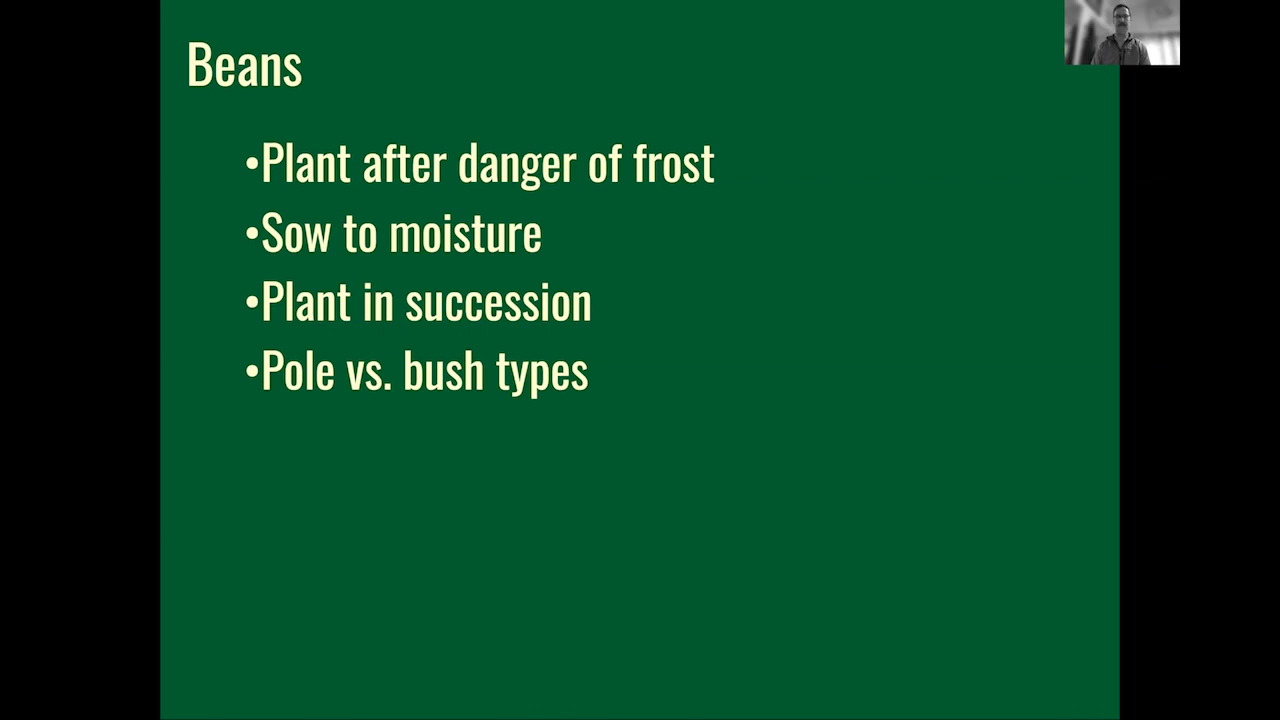 Beans
•Plant after danger of frost
•Sow to moisture
•Plant in succession
•Pole vs. bush types